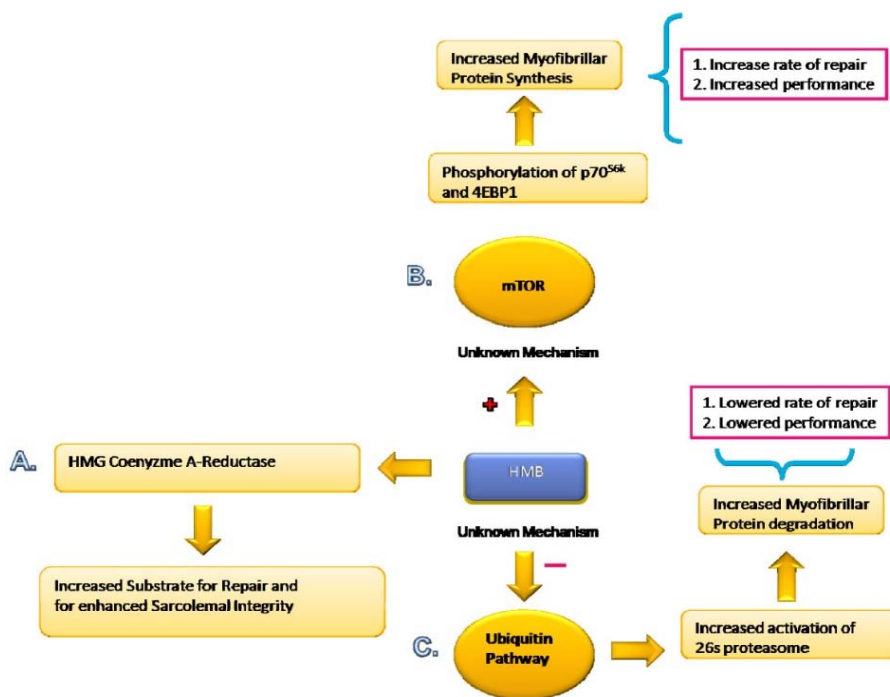 Increased Myofibrillar
Protein Synthesis
1. Increase rate of repair
2. Increased performance
Phosphorylation of p70S6k
and 4EBP1
B.
mTOR
Unknown Mechanism
+
1. Lowered rate of repair
2. Lowered performance
A.
HMG Coenyzme A-Reductase
HMB
Unknown Mechanism
Increased Myofibrillar
Protein degradation
Increased Substrate for Repair and
for enhanced Sarcolemal Integrity
C.
Ubiquitin
Pathway
Increased activation of
26s proteasome